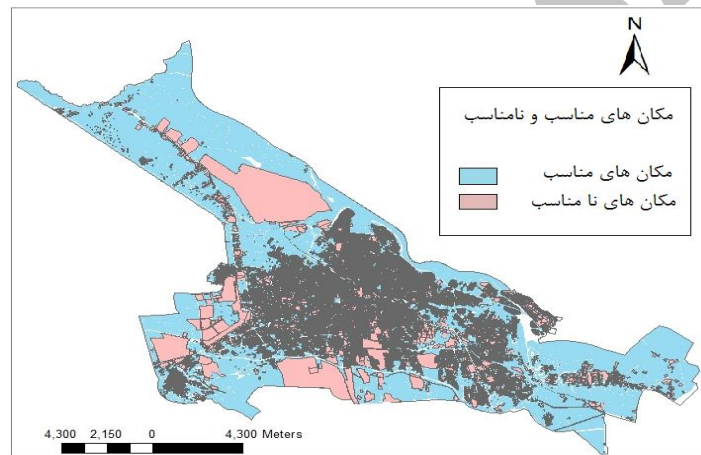 N
مکان های مناسب و نامناسب
مکان های مناسب
مکان های نا مناسب
4,300 2,150 0 4,300 Meters